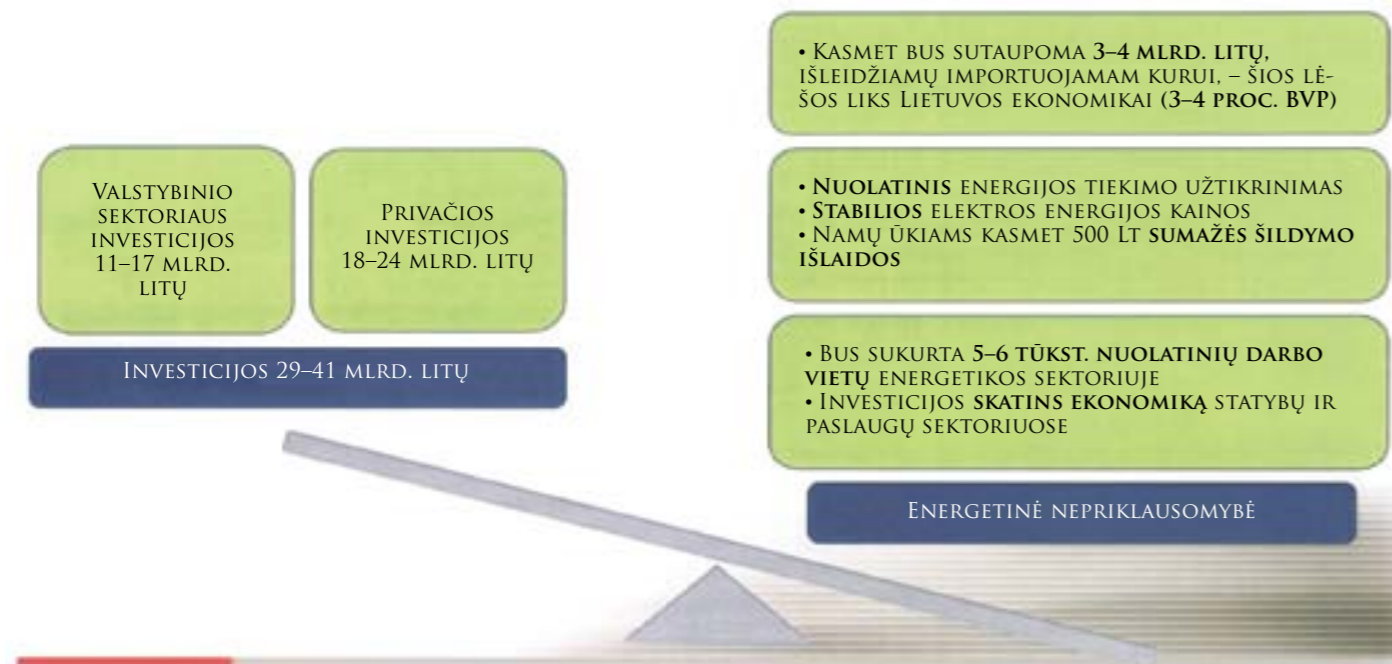 Valstybinio
sektoriaus
investicijos
11–17 mlrd.
litų
Privačios
investicijos
18–24 mlrd. litų
Investicijos 29–41 mlrd. litų
• Kasmet bus sutaupoma 3–4 mlrd. litų,
išleidžiamų importuojamam kurui, – šios lė-
šos liks Lietuvos ekonomikai (3–4 proc. BVP)
• Nuolatinis energijos tiekimo užtikrinimas
• Stabilios elektros energijos kainos
• Namų ūkiams kasmet 500 Lt sumažės šildymo
išlaidos
• Bus sukurta 5–6 tūkst. nuolatinių darbo
vietų energetikos sektoriuje
• Investicijos skatins ekonomiką statybų ir
paslaugų sektoriuose
Energetinė nepriklausomybė